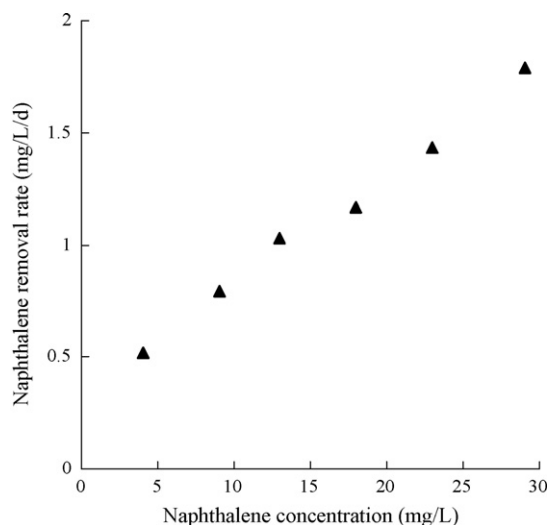 2
1.5
1
0.5
0
0 5 10 15 20 25 30
Naphthalene removal rate (mg/L/d)
Naphthalene concentration (mg/L)